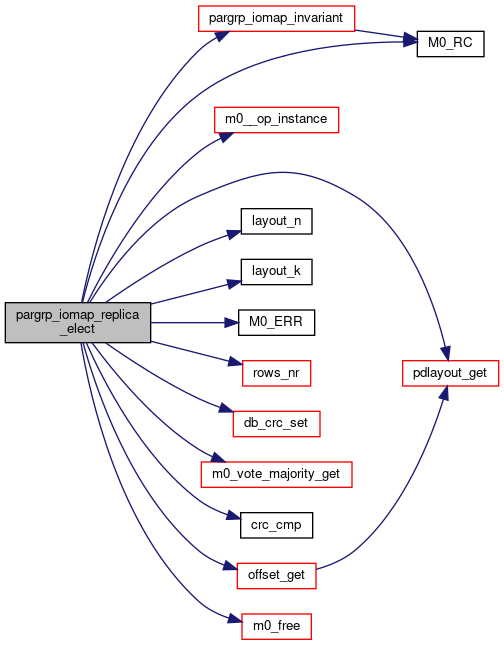 pargrp_iomap_invariant
M0_RC
m0__op_instance
layout_n
layout_k
pargrp_iomap_replica
_elect
M0_ERR
rows_nr
pdlayout_get
db_crc_set
m0_vote_majority_get
crc_cmp
offset_get
m0_free